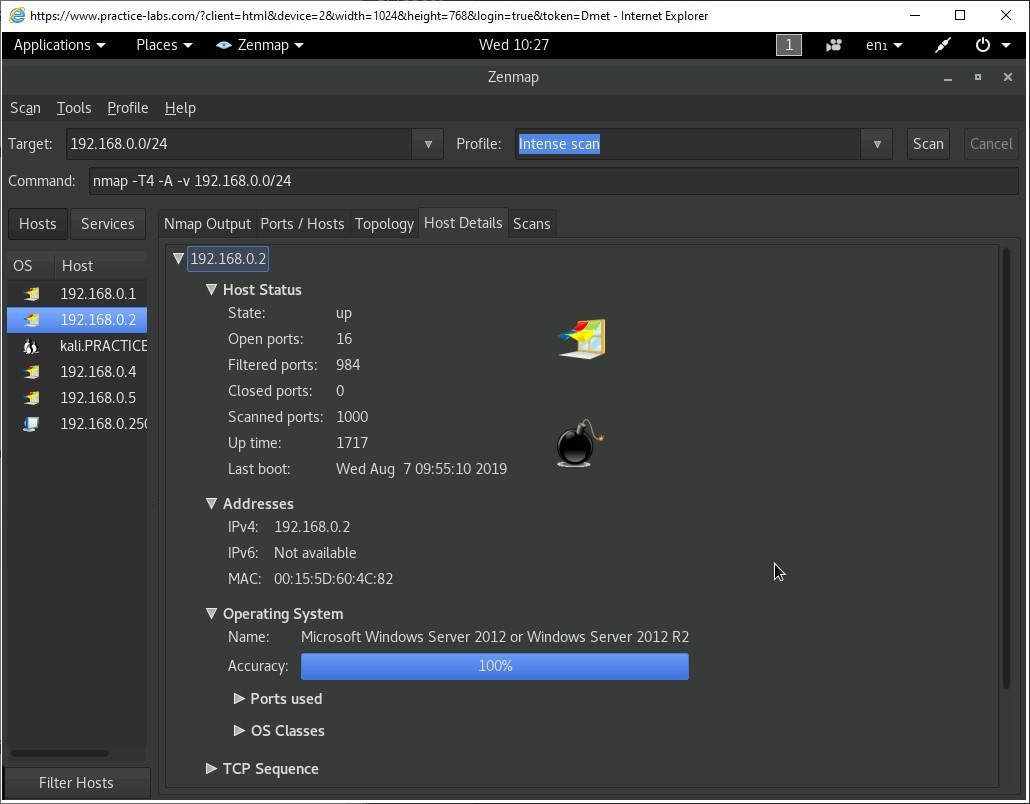 https://www.practice-labs.com/?client=html&device=2&width=1024&height=768&login=true&token=Dmet - Internet Explorer
Applications Places Zenmap Wed 10:27 1 en1
Zenmap
Scan Tools Profile Help
Target: 192.168.0.0/24 Profile: Intense scan Scan Cancel
Command: nmap -T4 -A -v 192.168.0.0/24
Hosts Services
Nmap Output Ports / Hosts Topology Host Details Scans
OS Host
192.168.0.1
192.168.0.2
kali.PRACTICE
192.168.0.4
192.168.0.5
192.168.0.250
Filter Hosts
192.168.0.2
Host Status
State: up
Open ports: 16
Filtered ports: 984
Closed ports: 0
Scanned ports: 1000
Up time: 1717
Last boot: Wed Aug 7 09:55:10 2019
Addresses
IPv4: 192.168.0.2
IPv6: Not available
MAC: 00:15:5D:60:4C:82
Operating System
Name: Microsoft Windows Server 2012 or Windows Server 2012 R2
Accuracy: 100%
Ports used
OS Classes
TCP Sequence